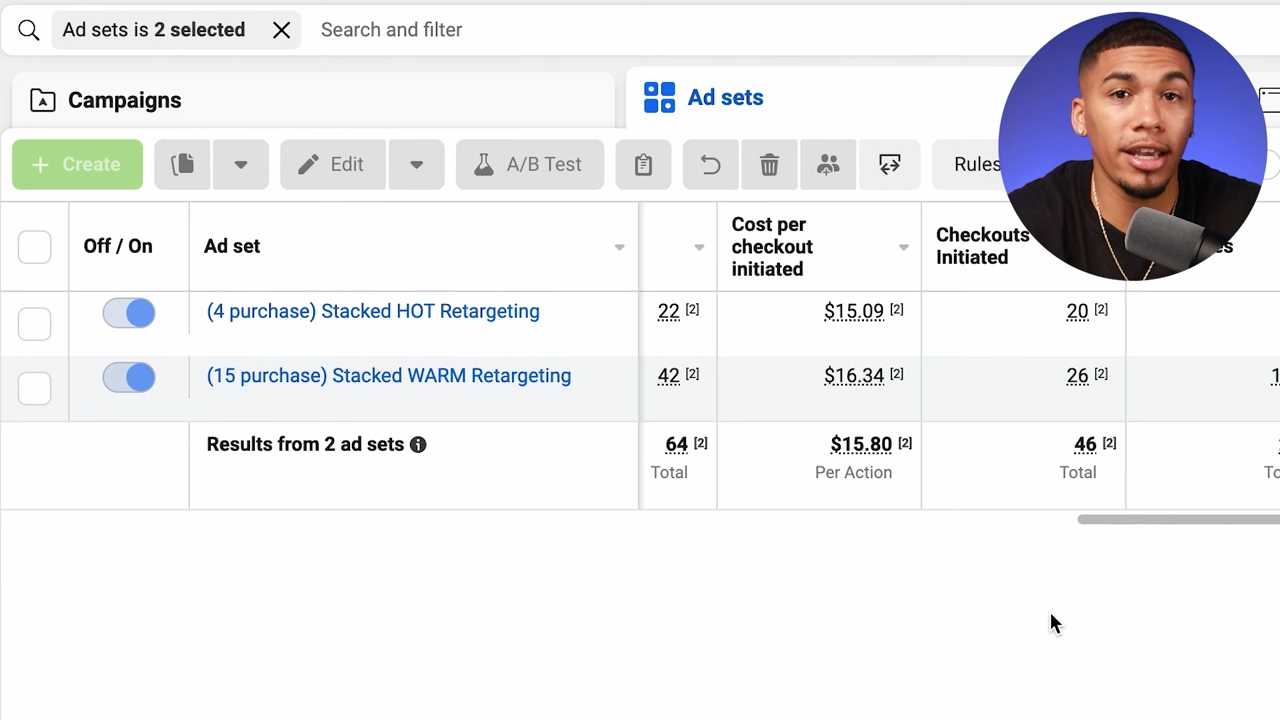 Ad sets is 2 selected
Search and filter
Campaigns
Ad sets
+ Create
Edit
A/B Test
Rules
Off / On
Ad set
Cost per
checkout
initiated
Checkouts
Initiated
(4 purchase) Stacked HOT Retargeting
22 [2]
$15.09 [2]
20 [2]
(15 purchase) Stacked WARM Retargeting
42 [2]
$16.34 [2]
26 [2]
Results from 2 ad sets
64 [2]
$15.80 [2]
46 [2]
Total
Per Action
Total